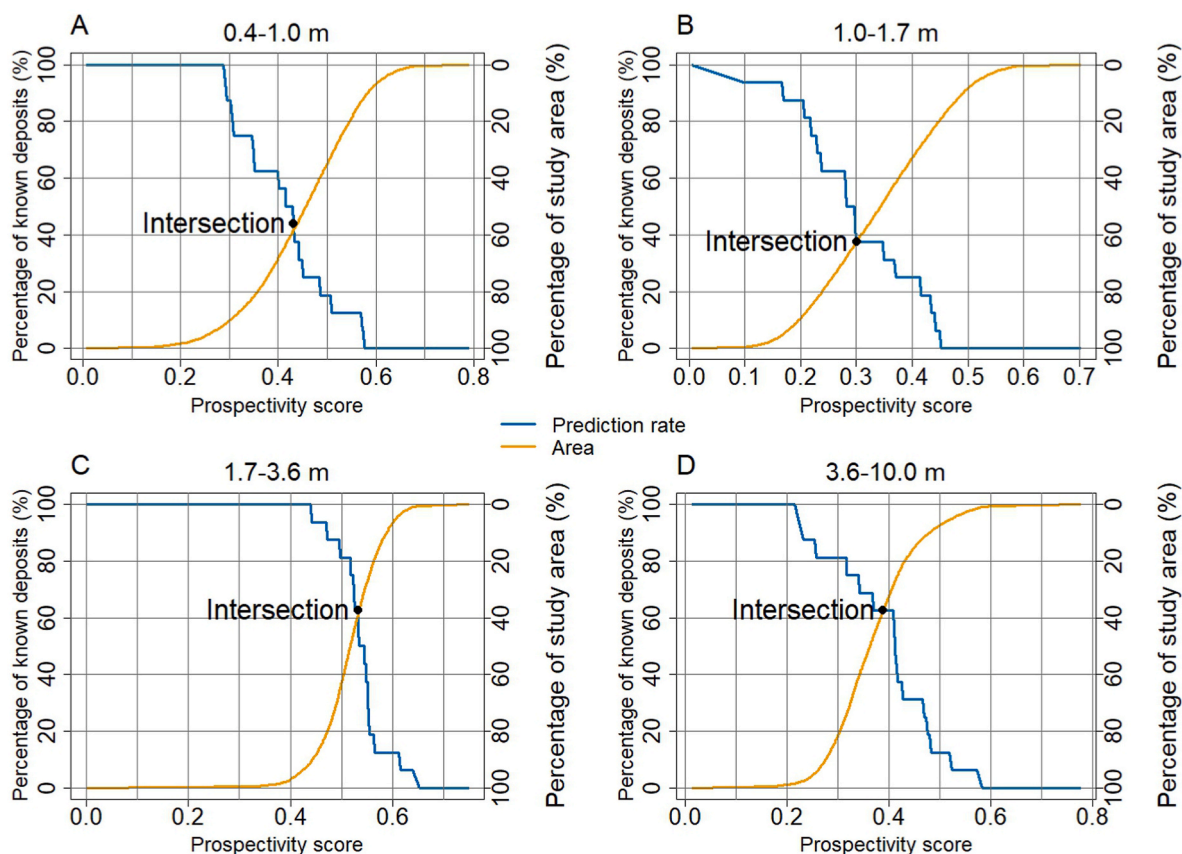 A
0.4-1.0 m
Percentage of known deposits (%)
100
80
60
40
20
0
Intersection
0
20
40
60
80
100
Percentage of study area (%)
0.0 0.2 0.4 0.6 0.8
Prospectivity score
B
1.0-1.7 m
Percentage of known deposits (%)
100
80
60
40
20
0
Intersection
0
20
40
60
80
100
Percentage of study area (%)
0.0 0.1 0.2 0.3 0.4 0.5 0.6 0.7
Prospectivity score
Prediction rate
Area
C
1.7-3.6 m
Percentage of known deposits (%)
100
80
60
40
20
0
Intersection
0
20
40
60
80
100
Percentage of study area (%)
0.0 0.2 0.4 0.6
Prospectivity score
D
3.6-10.0 m
Percentage of known deposits (%)
100
80
60
40
20
0
Intersection
0
20
40
60
80
100
Percentage of study area (%)
0.0 0.2 0.4 0.6 0.8
Prospectivity score